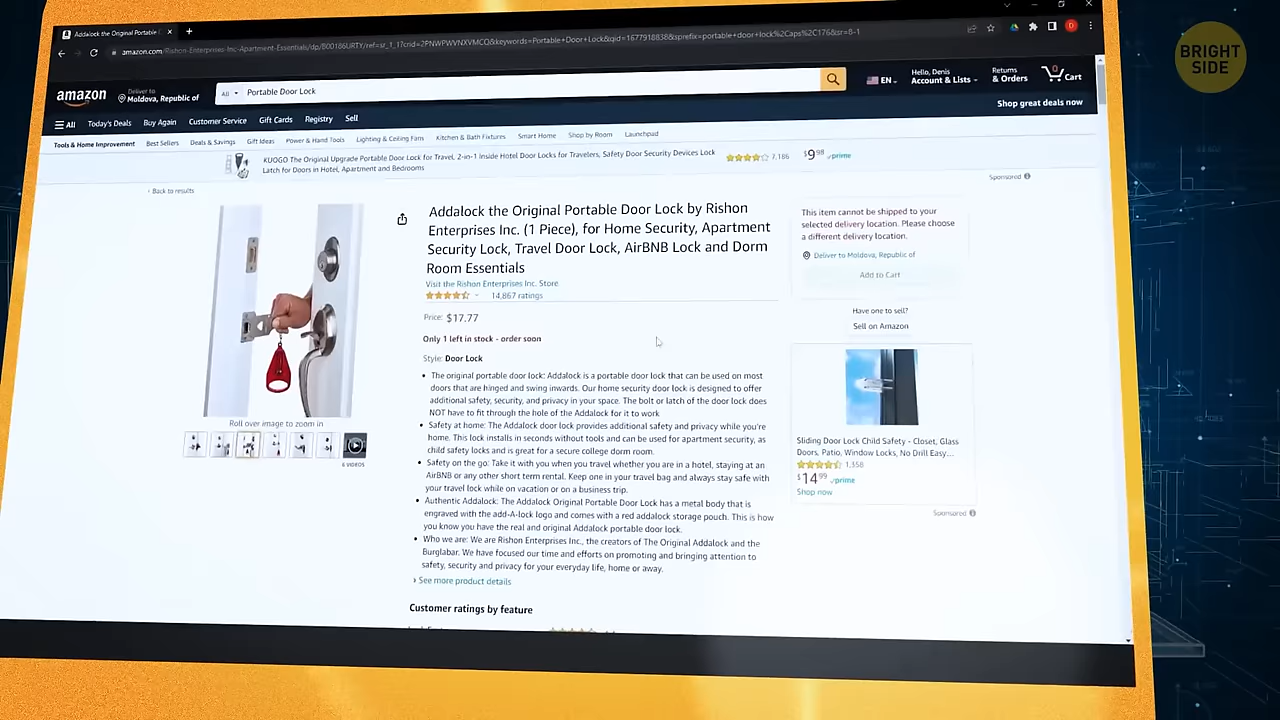 Addalock the Original Portable D
amazon.com/Rishon-Enterprises-Inc-Apartment-Essentials/dp/B00186URTY/
BRIGHT
SIDE
amazon
Deliver to
Moldova, Republic of
All
Portable Door Lock
EN
Hello, Denis
Account & Lists
Returns
& Orders
0
Cart
All
Today's Deals
Buy Again
Customer Service
Gift Cards
Registry
Sell
Shop great deals now
Tools & Home Improvement
Best Sellers
Deals & Savings
Gift Ideas
Power & Hand Tools
Lighting & Ceiling Fans
Kitchen & Bath Fixtures
Smart Home
Shop by Room
Launchpad
KUOGO The Original Upgrade Portable Door Lock for Travel, 2-in-1 Inside Hotel Door Locks for Travelers, Safety Door Security Devices Lock
Latch for Doors in Hotel, Apartment and Bedrooms
7,186
$9.98 prime
Sponsored
‹ Back to results
Addalock the Original Portable Door Lock by Rishon
Enterprises Inc. (1 Piece), for Home Security, Apartment
Security Lock, Travel Door Lock, AirBNB Lock and Dorm
Room Essentials
Visit the Rishon Enterprises Inc. Store
14,867 ratings
Price: $17.77
Only 1 left in stock - order soon
Style: Door Lock
• The original portable door lock: Addalock is a portable door lock that can be used on most
doors that are hinged and swing inwards. Our home security door lock is designed to offer
additional safety, security, and privacy in your space. The bolt or latch of the door lock does
NOT have to fit through the hole of the Addalock for it to work
• Safety at home: The Addalock door lock provides additional safety and privacy while you're
home. This lock installs in seconds without tools and can be used for apartment security, as
child safety locks and is great for a secure college dorm room.
• Safety on the go: Take it with you when you travel whether you are in a hotel, staying at an
AirBNB or any other short term rental. Keep one in your travel bag and always stay safe with
your travel lock while on vacation or on a business trip.
• Authentic Addalock: The Addalock Original Portable Door Lock has a metal body that is
engraved with the add-A-lock logo and comes with a red addalock storage pouch. This is how
you know you have the real and original Addalock portable door lock.
• Who we are: We are Rishon Enterprises Inc., the creators of The Original Addalock and the
Burglabar. We have focused our time and efforts on promoting and bringing attention to
safety, security and privacy for your everyday life, home or away.
› See more product details
Customer ratings by feature
Roll over image to zoom in
6 VIDEOS
This item cannot be shipped to your
selected delivery location. Please choose
a different delivery location.
Deliver to Moldova, Republic of
Add to Cart
Have one to sell?
Sell on Amazon
Sliding Door Lock Child Safety - Closet, Glass
Doors, Patio, Window Locks, No Drill Easy...
1,358
$14.99 prime
Shop now
Sponsored